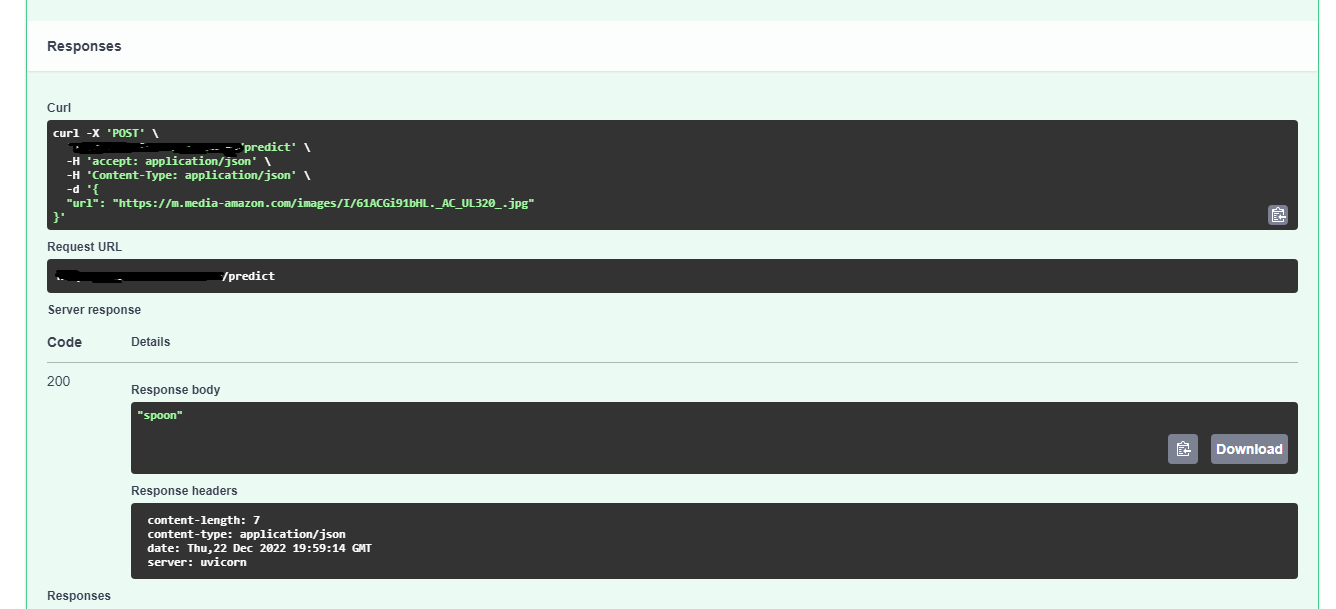 Responses
Curl
curl -X 'POST' \
/predict' \
-H 'accept: application/json' \
-H 'Content-Type: application/json' \
-d '{
"url": "https://m.media-amazon.com/images/I/61ACGi91bHL._AC_UL320_.jpg"
}'
Request URL
/predict
Server response
Code Details
200
Response body
"spoon"
Download
Response headers
content-length: 7
content-type: application/json
date: Thu,22 Dec 2022 19:59:14 GMT
server: uvicorn
Responses